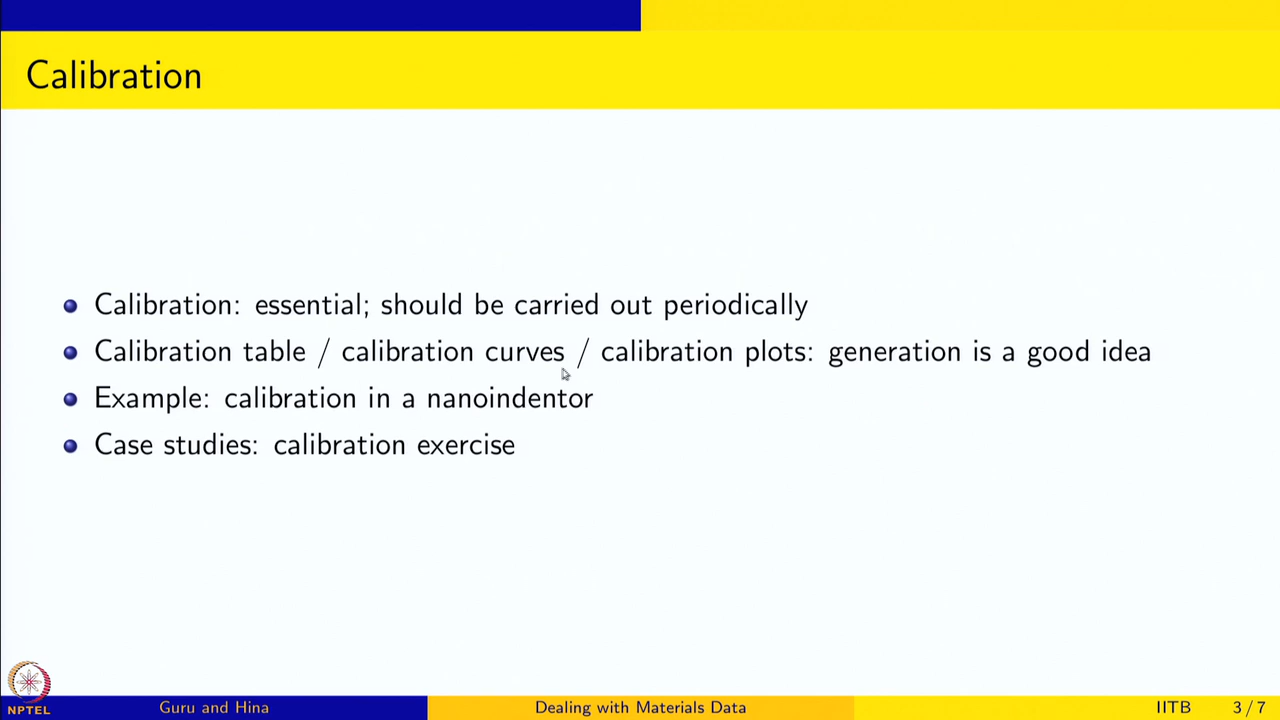 Calibration
Calibration: essential; should be carried out periodically
Calibration table / calibration curves / calibration plots: generation is a good idea
Example: calibration in a nanoindentor
Case studies: calibration exercise
NPTEL
Guru and Hina
Dealing with Materials Data
IITB
3 / 7